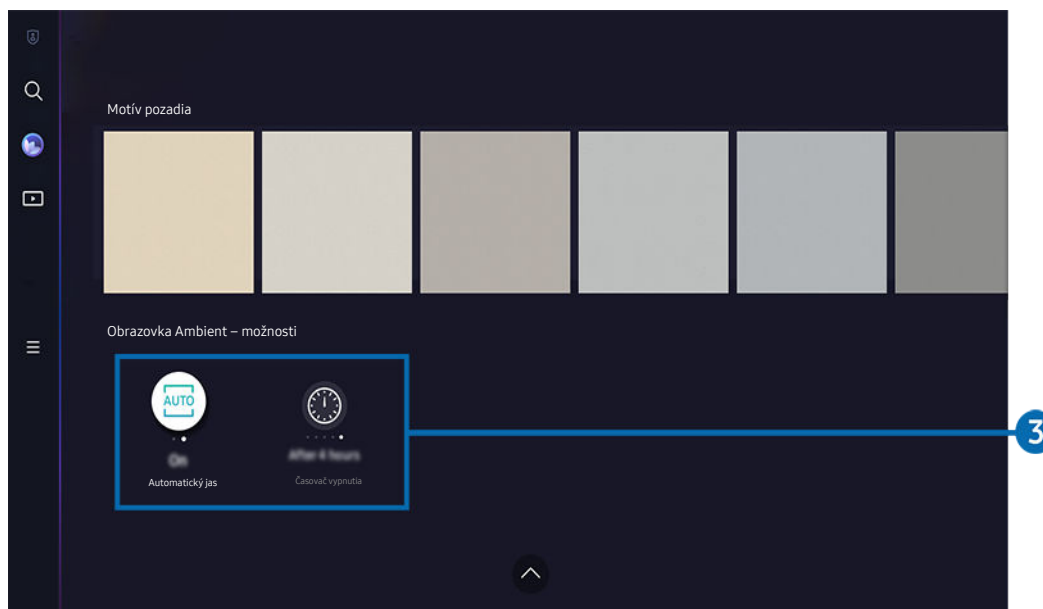 Motív pozadia
Obrazovka Ambient – možnosti
AUTO
On
After 4 hours
Automatický jas
Časovač vypnutia
3